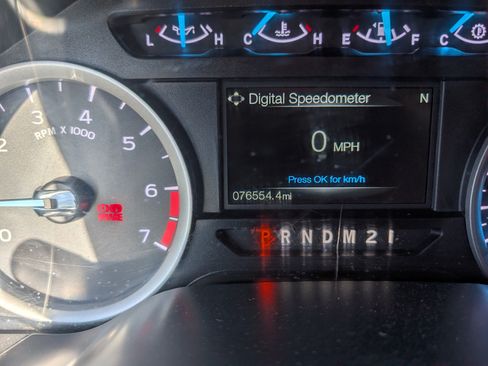 L H C H E F C
Digital Speedometer N
0 MPH
Press OK for km/h
076554.4mi
2 3 4 5 6 7 0
RPM X 1000
BRAKE
P R N D M 2 1